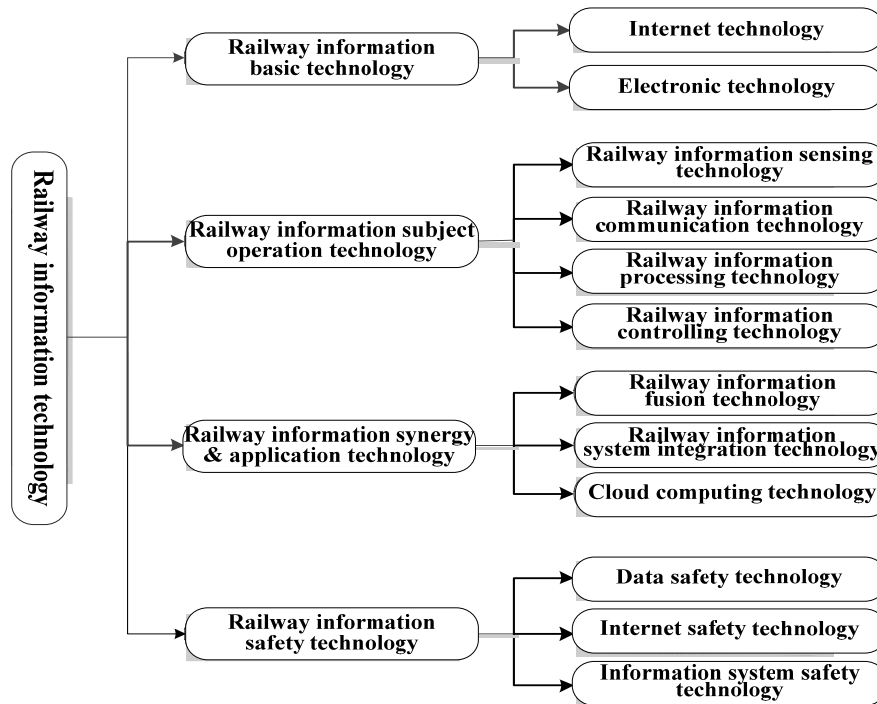 Railway information technology
Railway information
basic technology
Internet technology
Electronic technology
Railway information subject
operation technology
Railway information sensing
technology
Railway information
communication technology
Railway information
processing technology
Railway information
controlling technology
Railway information synergy
& application technology
Railway information
fusion technology
Railway information
system integration technology
Cloud computing technology
Railway information
safety technology
Data safety technology
Internet safety technology
Information system safety
technology